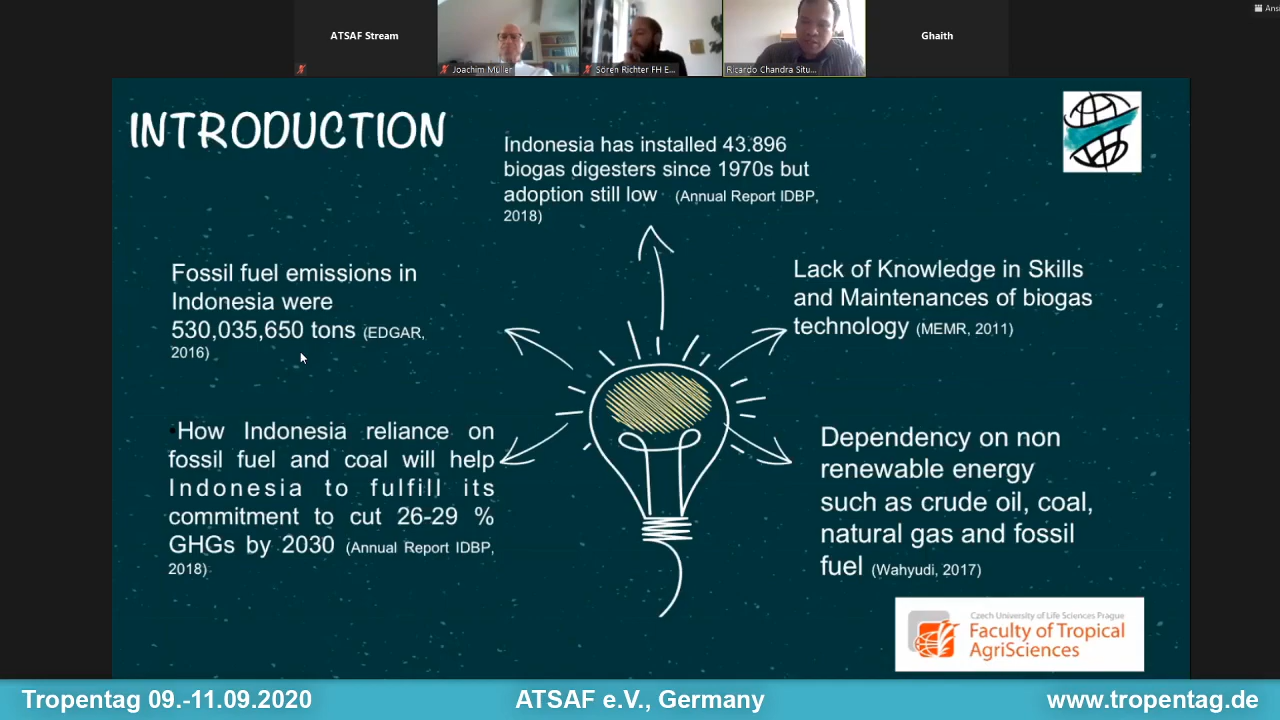 Ans
ATSAF Stream
Ghaith
Joachim Müller
Sören Richter FH E...
Ricardo Chandra Situ...
INTRODUCTION
Indonesia has installed 43.896
biogas digesters since 1970s but
adoption still low (Annual Report IDBP,
2018)
Fossil fuel emissions in
Indonesia were
530,035,650 tons (EDGAR,
2016)
Lack of Knowledge in Skills
and Maintenances of biogas
technology (MEMR, 2011)
How Indonesia reliance on
fossil fuel and coal will help
Indonesia to fulfill its
commitment to cut 26-29 %
GHGs by 2030 (Annual Report IDBP,
2018)
Dependency on non
renewable energy
such as crude oil, coal,
natural gas and fossil
fuel (Wahyudi, 2017)
Czech University of Life Sciences Prague
Faculty of Tropical
AgriSciences
Tropentag 09.-11.09.2020
ATSAF e.V., Germany
www.tropentag.de